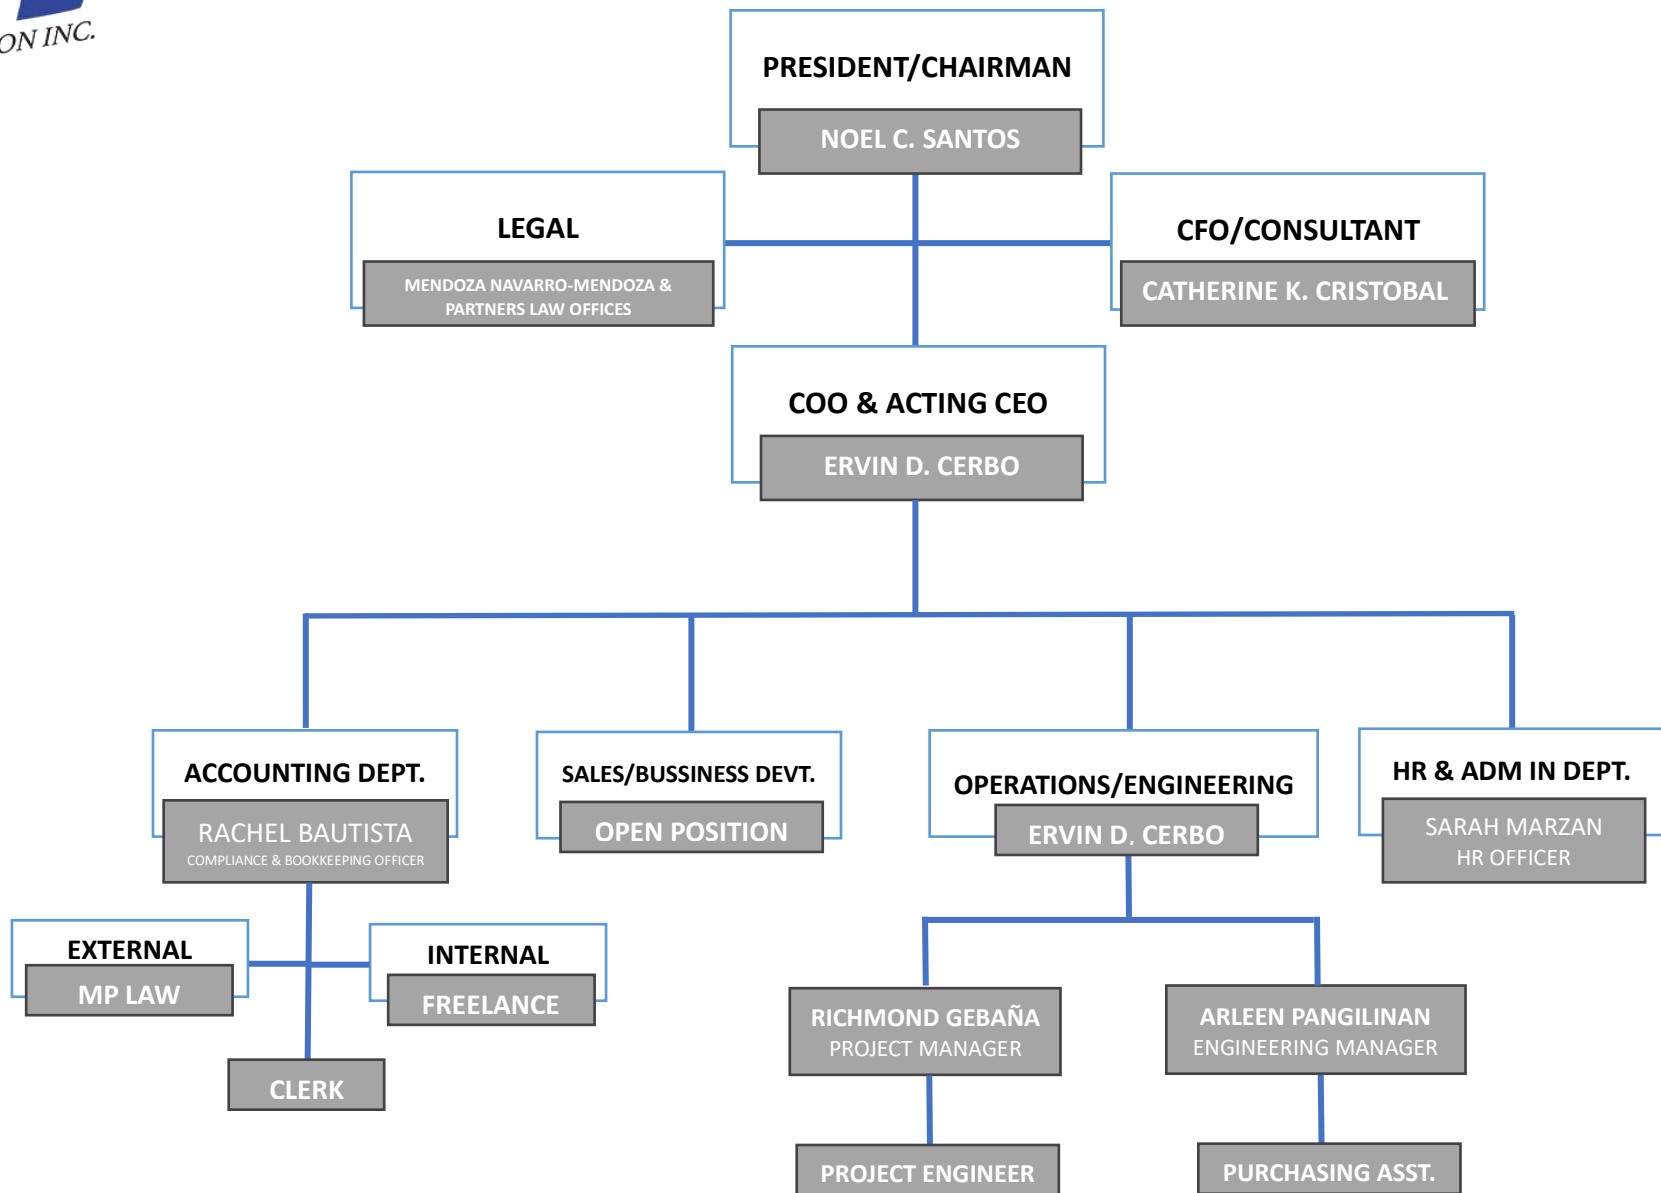 ON INC.
PRESIDENT/CHAIRMAN
NOEL C. SANTOS
LEGAL
MENDOZA NAVARRO-MENDOZA &
PARTNERS LAW OFFICES
CFO/CONSULTANT
CATHERINE K. CRISTOBAL
COO & ACTING CEO
ERVIN D. CERBO
ACCOUNTING DEPT.
RACHEL BAUTISTA
COMPLIANCE & BOOKKEEPING OFFICER
SALES/BUSSINESS DEVT.
OPEN POSITION
OPERATIONS/ENGINEERING
ERVIN D. CERBO
HR & ADM IN DEPT.
SARAH MARZAN
HR OFFICER
EXTERNAL
MP LAW
INTERNAL
FREELANCE
CLERK
RICHMOND GEBAÑA
PROJECT MANAGER
ARLEEN PANGILINAN
ENGINEERING MANAGER
PROJECT ENGINEER
PURCHASING ASST.